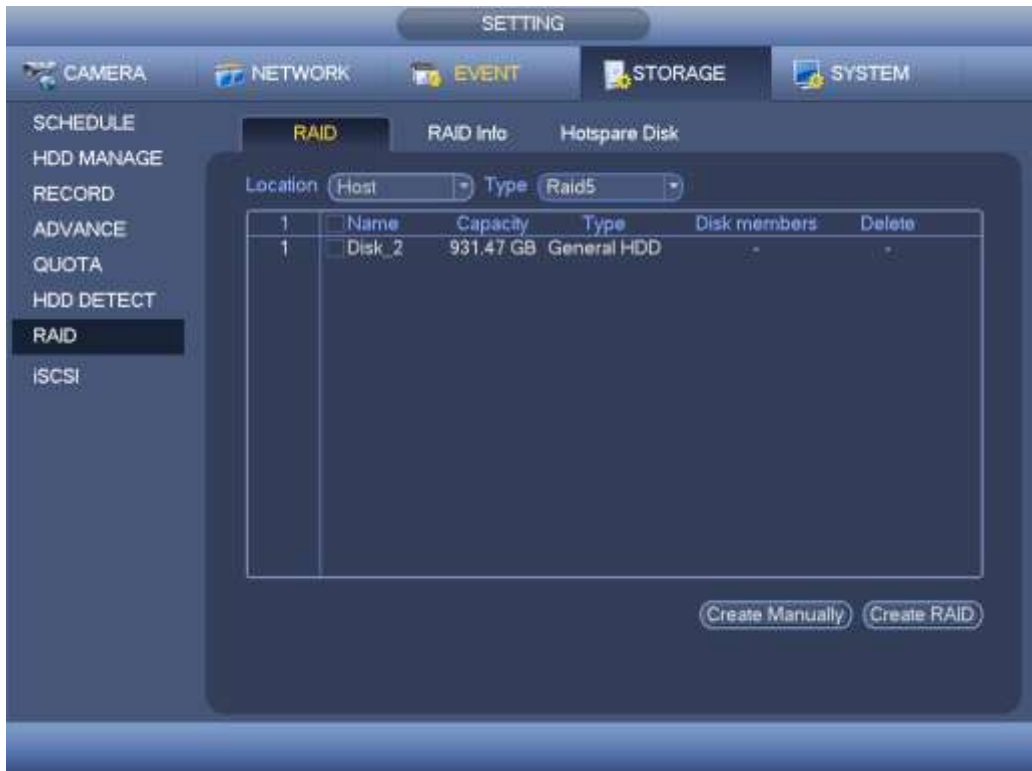 SETTING
CAMERA NETWORK EVENT STORAGE SYSTEM
SCHEDULE
HDD MANAGE
RECORD
ADVANCE
QUOTA
HDD DETECT
RAID
iSCSI
RAID RAID Info Hotspare Disk
Location Host Type Raid5
1 Name Capacity Type Disk members Delete
1 Disk_2 931.47 GB General HDD - -
Create Manually Create RAID